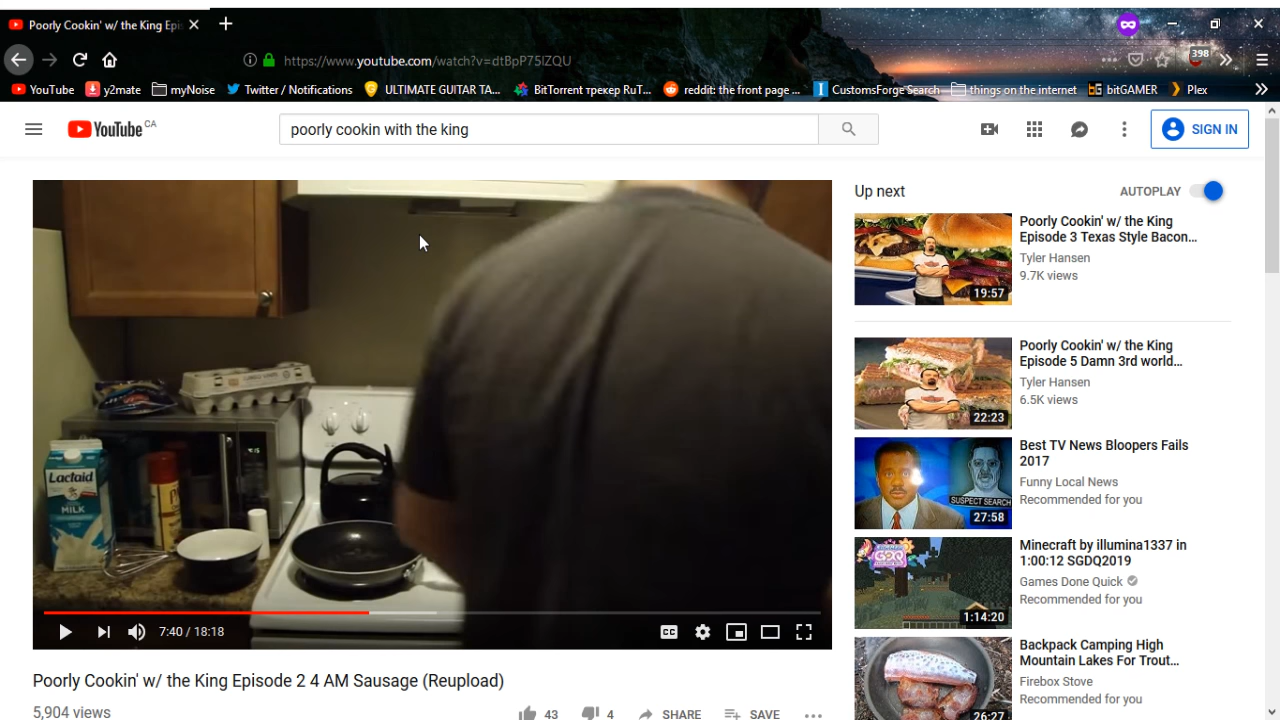 Poorly Cookin' w/ the King Epi
https://www.youtube.com/watch?v=dtBpP75lZQU
398
YouTube
y2mate
myNoise
Twitter / Notifications
ULTIMATE GUITAR TA...
BitTorrent трекер RuT...
reddit: the front page ...
CustomsForge Search
things on the internet
bitGAMER
Plex
YouTube CA
poorly cookin with the king
SIGN IN
Lactaid
MILK
CC
7:40 / 18:18
Poorly Cookin' w/ the King Episode 2 4 AM Sausage (Reupload)
5,904 views
43
4
SHARE
SAVE
Up next
AUTOPLAY
19:57
Poorly Cookin' w/ the King
Episode 3 Texas Style Bacon...
Tyler Hansen
9.7K views
22:23
Poorly Cookin' w/ the King
Episode 5 Damn 3rd world...
Tyler Hansen
6.5K views
SUSPECT SEARCH
27:58
Best TV News Bloopers Fails
2017
Funny Local News
Recommended for you
1:14:20
Minecraft by illumina1337 in
1:00:12 SGDQ2019
Games Done Quick
Recommended for you
26:27
Backpack Camping High
Mountain Lakes For Trout...
Firebox Stove
Recommended for you